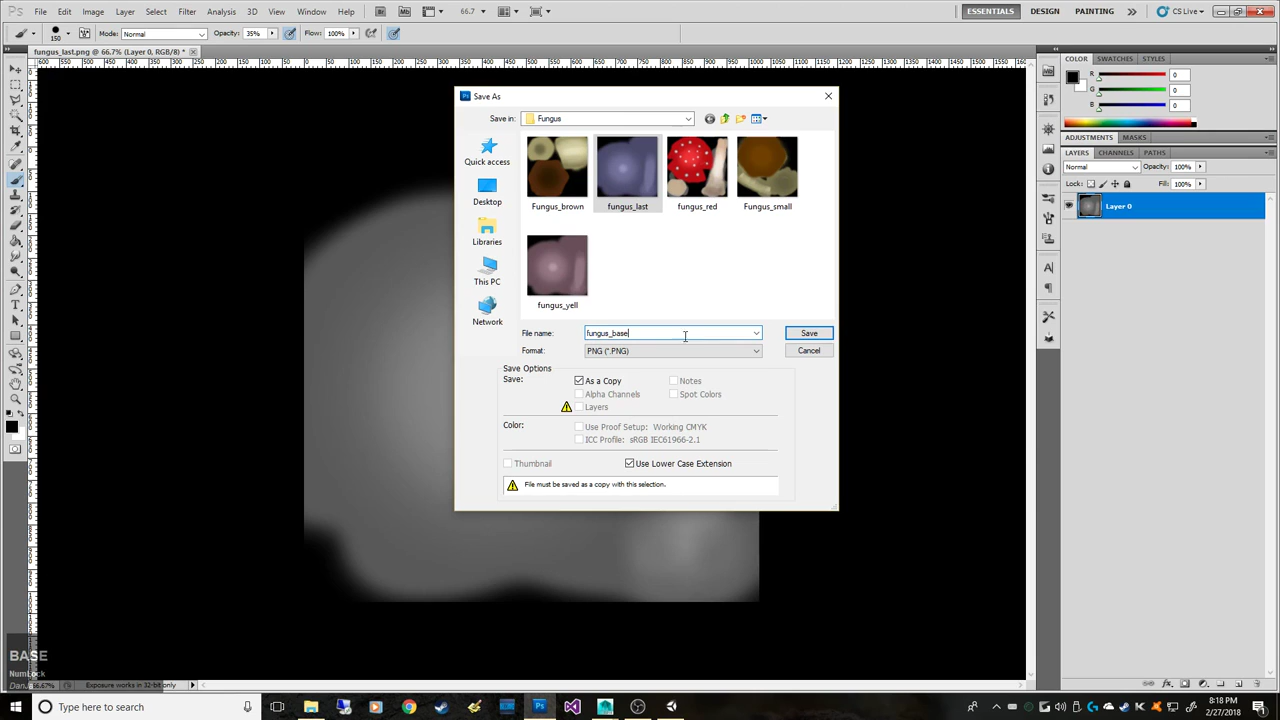 Ps File Edit Image Layer Select Filter Analysis 3D View Window Help Br Mb 66.7 ESSENTIALS DESIGN PAINTING CS Live
150 Mode: Normal Opacity: 35% Flow: 100%
fungus_last.png @ 66.7% (Layer 0, RGB/8) *
COLOR SWATCHES STYLES
R 0
G 0
B 0
ADJUSTMENTS MASKS
LAYERS CHANNELS PATHS
Normal Opacity: 100%
Lock: Fill: 100%
Layer 0
Save As
Save in: Fungus
Quick access
Desktop
Libraries
This PC
Network
Fungus_brown fungus_last fungus_red Fungus_small
fungus_yell
File name: fungus_base Save
Format: PNG (*.PNG) Cancel
Save Options
Save: As a Copy Notes
Alpha Channels Spot Colors
Layers
Color: Use Proof Setup: Working CMYK
ICC Profile: sRGB IEC61966-2.1
Thumbnail Use Lower Case Extension
File must be saved as a copy with this selection.
BASE
NumLock
Exposure works in 32-bit only
Type here to search
8:18 PM
2/27/2018